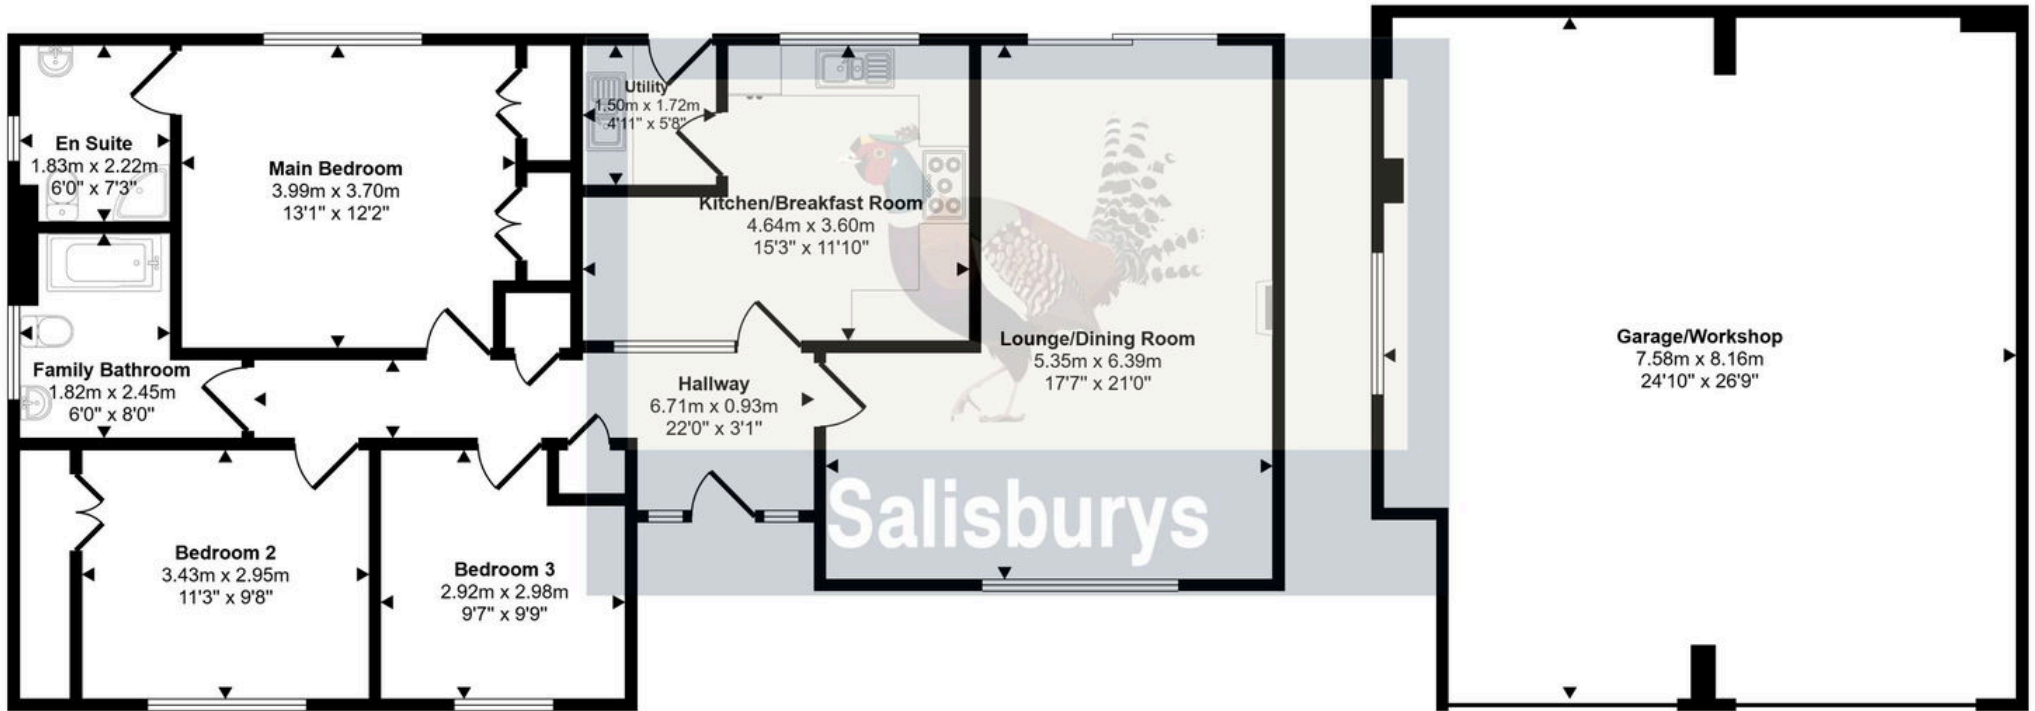 En Suite
1.83m x 2.22m
6'0" x 7'3"
Main Bedroom
3.99m x 3.70m
13'1" x 12'2"
Utility
1.50m x 1.72m
4'11" x 5'8"
Kitchen/Breakfast Room
4.64m x 3.60m
15'3" x 11'10"
Lounge/Dining Room
5.35m x 6.39m
17'7" x 21'0"
Garage/Workshop
7.58m x 8.16m
24'10" x 26'9"
Family Bathroom
1.82m x 2.45m
6'0" x 8'0"
Hallway
6.71m x 0.93m
22'0" x 3'1"
Bedroom 2
3.43m x 2.95m
11'3" x 9'8"
Bedroom 3
2.92m x 2.98m
9'7" x 9'9"
Salisburys